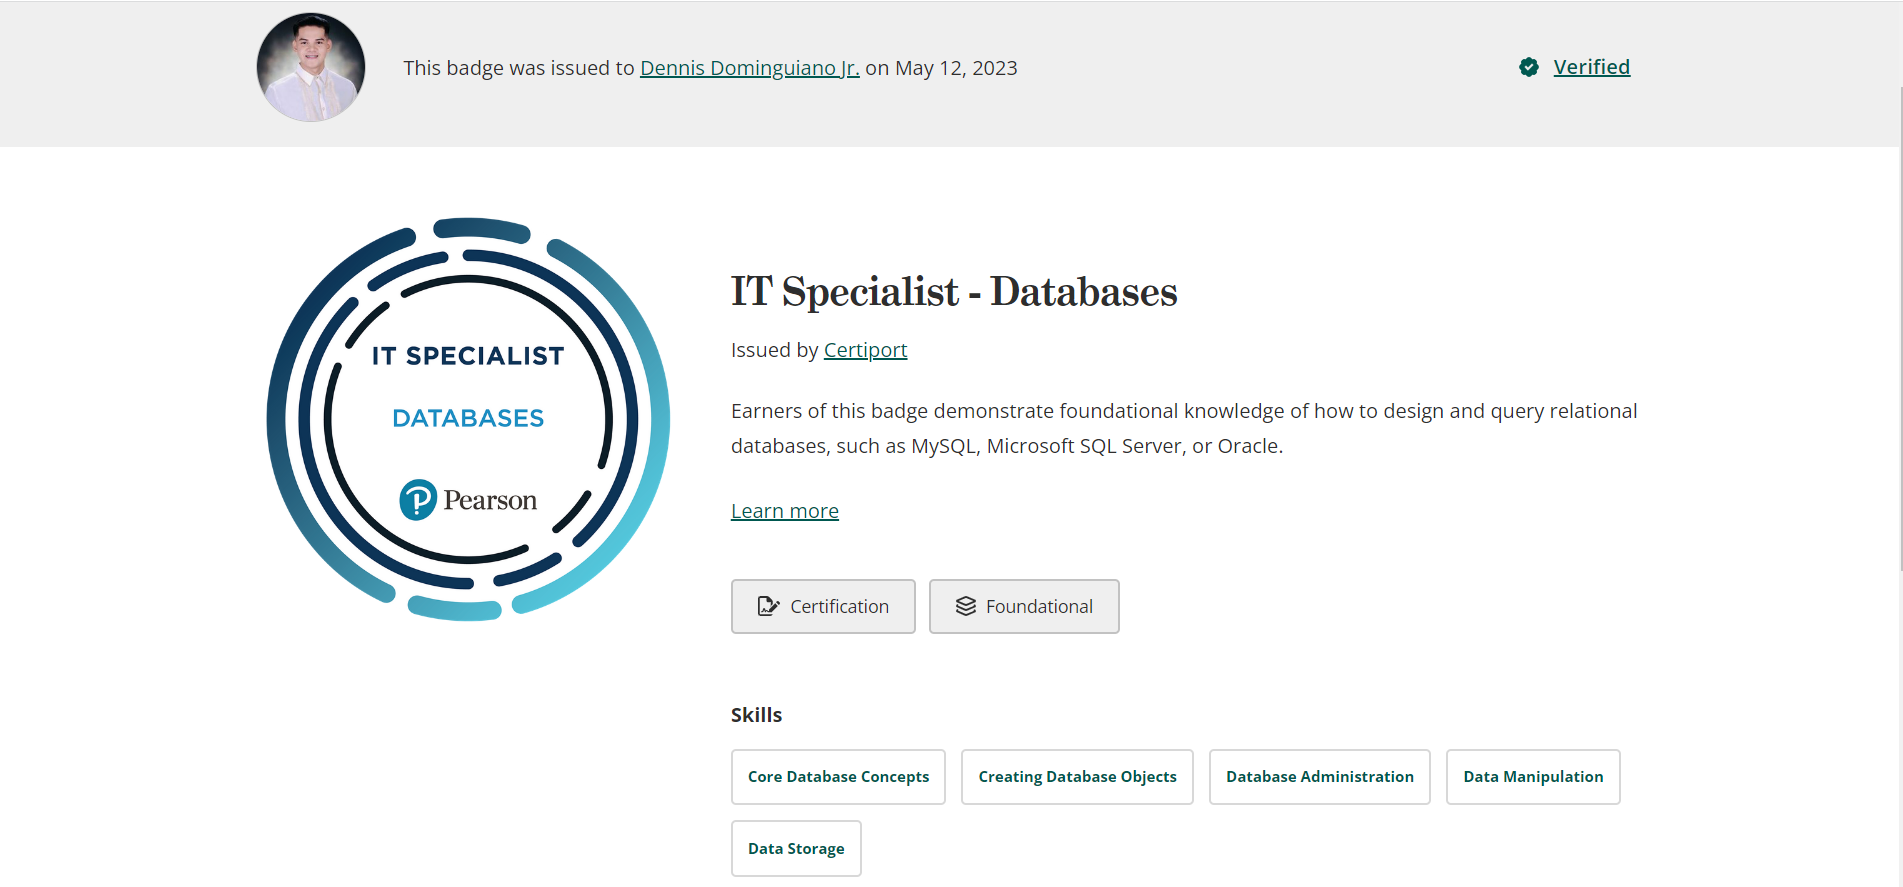 This badge was issued to Dennis Dominguiano Jr. on May 12, 2023
Verified
IT SPECIALIST
DATABASES
Pearson
IT Specialist - Databases
Issued by Certiport
Earners of this badge demonstrate foundational knowledge of how to design and query relational
databases, such as MySQL, Microsoft SQL Server, or Oracle.
Learn more
Certification
Foundational
Skills
Core Database Concepts
Creating Database Objects
Database Administration
Data Manipulation
Data Storage